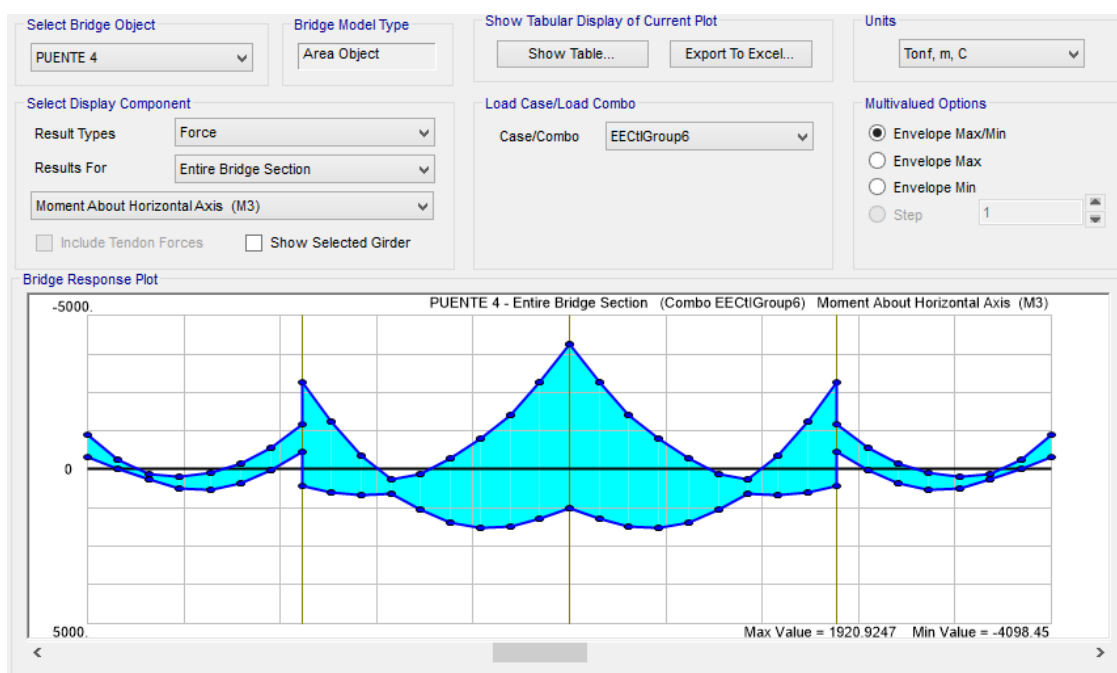 Select Bridge Object
PUENTE 4
Bridge Model Type
Area Object
Show Tabular Display of Current Plot
Show Table...
Export To Excel...
Units
Tonf, m, C
Select Display Component
Result Types
Force
Results For
Entire Bridge Section
Moment About Horizontal Axis (M3)
Include Tendon Forces
Show Selected Girder
Load Case/Load Combo
Case/Combo
EECtlGroup6
Multivalued Options
Envelope Max/Min
Envelope Max
Envelope Min
Step
1
Bridge Response Plot
-5000.
PUENTE 4 - Entire Bridge Section (Combo EECtlGroup6) Moment About Horizontal Axis (M3)
0
5000.
Max Value = 1920.9247 Min Value = -4098.45